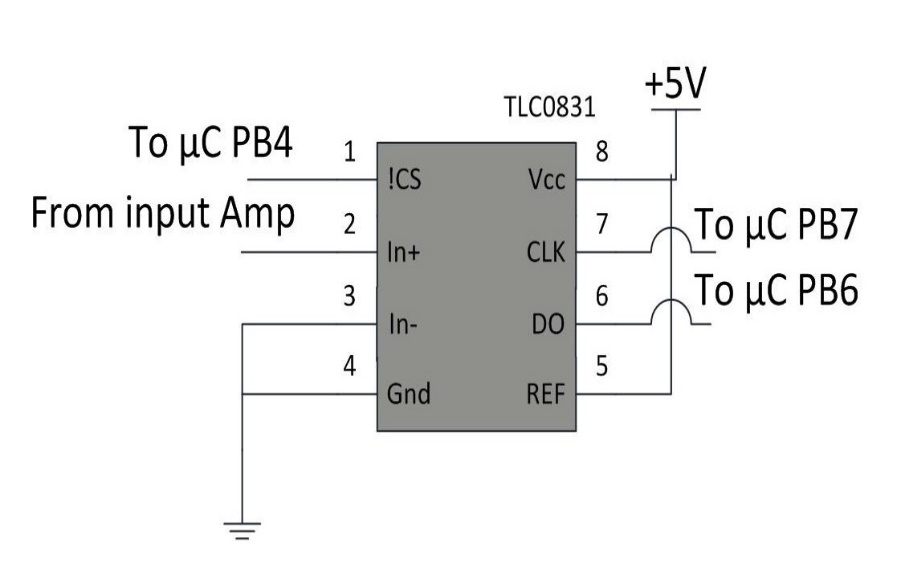 +5V
TLC0831
To µC PB4
1
8
!CS
Vcc
From input Amp
2
7
To µC PB7
In+
CLK
3
6
To µC PB6
In-
DO
4
5
Gnd
REF